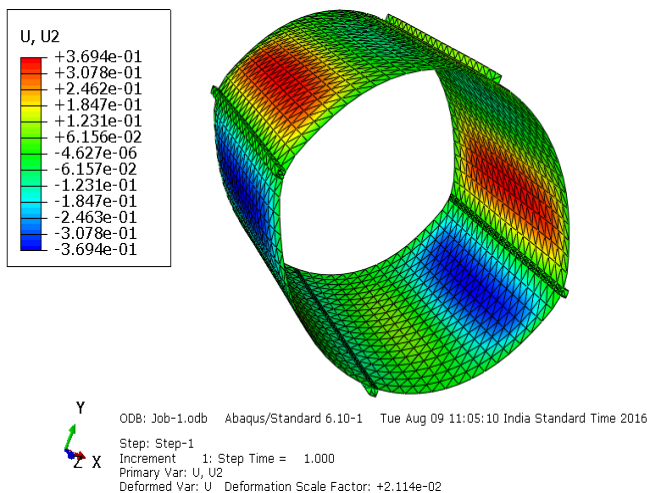 U, U2
+3.694e-01
+3.078e-01
+2.462e-01
+1.847e-01
+1.231e-01
+6.156e-02
-4.627e-06
-6.157e-02
-1.231e-01
-1.847e-01
-2.463e-01
-3.078e-01
-3.694e-01
Y
Z X
ODB: Job-1.odb Abaqus/Standard 6.10-1 Tue Aug 09 11:05:10 India Standard Time 2016
Step: Step-1
Increment 1: Step Time = 1.000
Primary Var: U, U2
Deformed Var: U Deformation Scale Factor: +2.114e-02